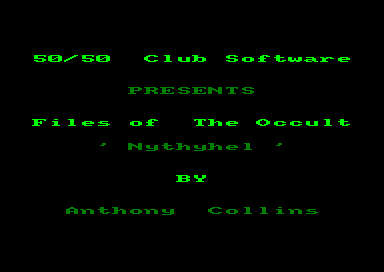 50/50 Club Software
PRESENTS
Files of The Occult
' Nythyhel '
BY
Anthony Collins